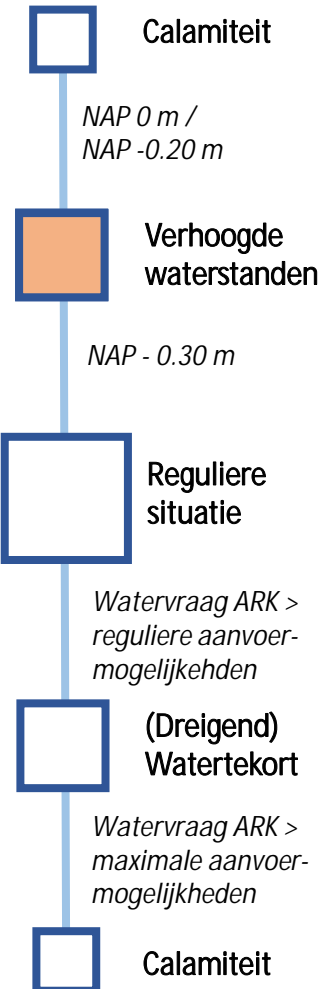 Calamiteit
NAP 0 m /
NAP -0.20 m
Verhoogde
waterstanden
NAP - 0.30 m
Reguliere
situatie
Watervraag ARK >
reguliere aanvoer-
mogelijkehden
(Dreigend)
Watertekort
Watervraag ARK >
maximale aanvoer-
mogelijkheden
Calamiteit